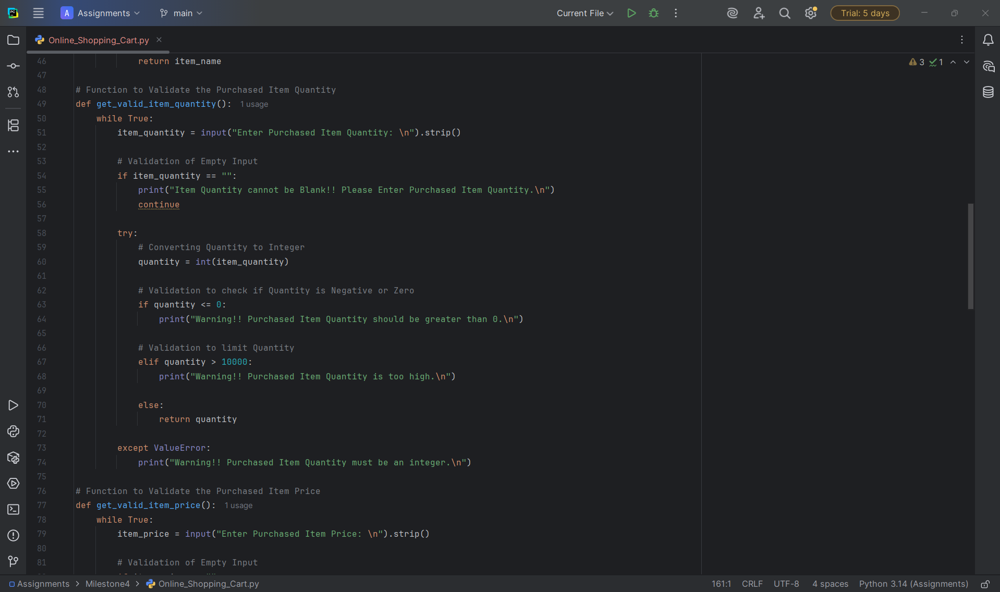 PC A Assignments main Current File Trial: 5 days
Online_Shopping_Cart.py
3 1
46 return item_name
47
48 # Function to Validate the Purchased Item Quantity
49 def get_valid_item_quantity(): 1 usage
50 while True:
51 item_quantity = input("Enter Purchased Item Quantity: \n").strip()
52
53 # Validation of Empty Input
54 if item_quantity == "":
55 print("Item Quantity cannot be Blank!! Please Enter Purchased Item Quantity.\n")
56 continue
57
58 try:
59 # Converting Quantity to Integer
60 quantity = int(item_quantity)
61
62 # Validation to check if Quantity is Negative or Zero
63 if quantity <= 0:
64 print("Warning!! Purchased Item Quantity should be greater than 0.\n")
65
66 # Validation to limit Quantity
67 elif quantity > 10000:
68 print("Warning!! Purchased Item Quantity is too high.\n")
69
70 else:
71 return quantity
72
73 except ValueError:
74 print("Warning!! Purchased Item Quantity must be an integer.\n")
75
76 # Function to Validate the Purchased Item Price
77 def get_valid_item_price(): 1 usage
78 while True:
79 item_price = input("Enter Purchased Item Price: \n").strip()
80
81 # Validation of Empty Input
Assignments > Milestone4 > Online_Shopping_Cart.py 161:1 CRLF UTF-8 4 spaces Python 3.14 (Assignments)